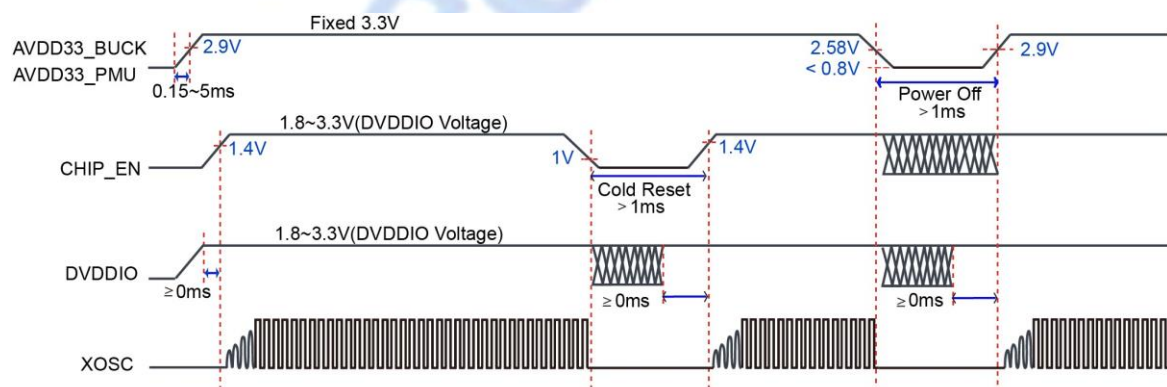 Fixed 3.3V
AVDD33_BUCK
2.9V
2.58V
2.9V
AVDD33_PMU
< 0.8V
0.15~5ms
Power Off
>1ms
1.8~3.3V(DVDDIO Voltage)
1.4V
1V
1.4V
CHIP_EN
Cold Reset
>1ms
1.8~3.3V(DVDDIO Voltage)
DVDDIO
≥0ms
≥0ms
≥0ms
XOSC